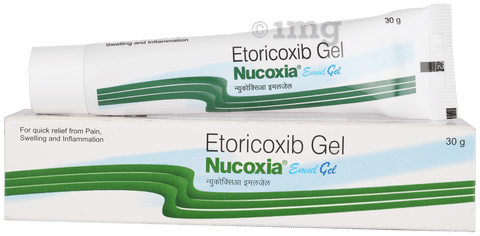 1mg
Swelling and Inflammation
Etoricoxib Gel
30 g
Nucoxia® Emul Gel
न्युकोक्सिआ इमलजेल
For quick relief from Pain,
Swelling and Inflammation
Etoricoxib Gel
30 g
Nucoxia® Emul Gel
न्युकोक्सिआ इमलजेल